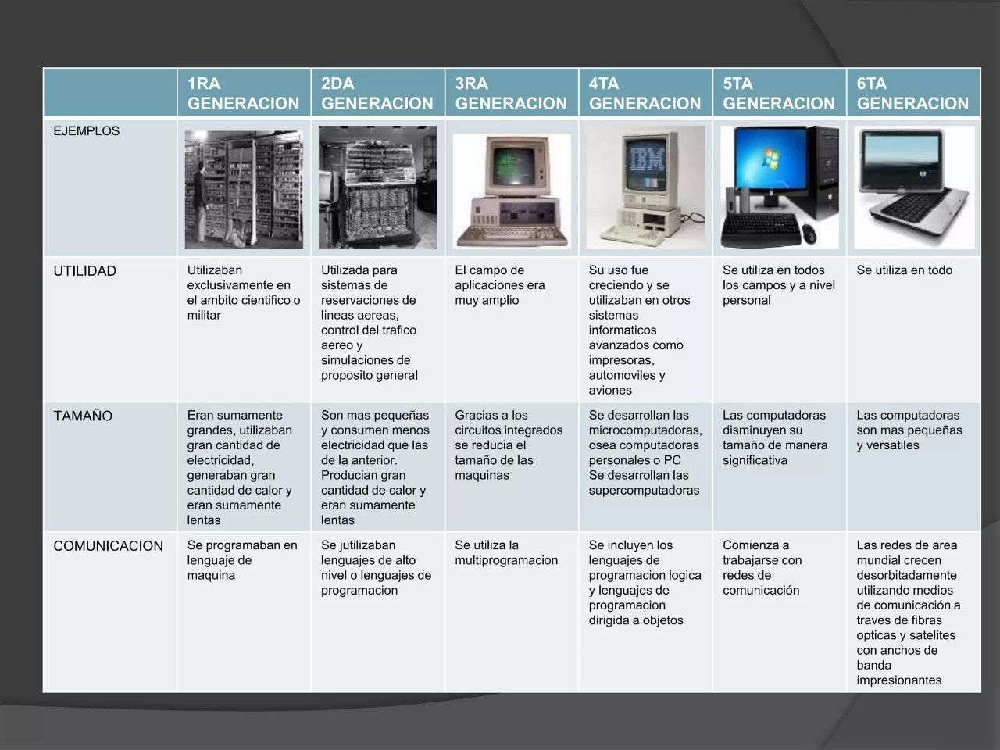 1RA
GENERACION
2DA
GENERACION
3RA
GENERACION
4TA
GENERACION
5TA
GENERACION
6TA
GENERACION
EJEMPLOS
IBM
UTILIDAD
Utilizaban
exclusivamente en
el ambito cientifico o
militar
Utilizada para
sistemas de
reservaciones de
lineas aereas,
control del trafico
aereo y
simulaciones de
proposito general
El campo de
aplicaciones era
muy amplio
Su uso fue
creciendo y se
utilizaban en otros
sistemas
informaticos
avanzados como
impresoras,
automoviles y
aviones
Se utiliza en todos
los campos y a nivel
personal
Se utiliza en todo
TAMAÑO
Eran sumamente
grandes, utilizaban
gran cantidad de
electricidad,
generaban gran
cantidad de calor y
eran sumamente
lentas
Son mas pequeñas
y consumen menos
electricidad que las
de la anterior.
Producian gran
cantidad de calor y
eran sumamente
lentas
Gracias a los
circuitos integrados
se reducia el
tamaño de las
maquinas
Se desarrollan las
microcomputadoras,
osea computadoras
personales o PC
Se desarrollan las
supercomputadoras
Las computadoras
disminuyen su
tamaño de manera
significativa
Las computadoras
son mas pequeñas
y versatiles
COMUNICACION
Se programaban en
lenguaje de
maquina
Se jutilizaban
lenguajes de alto
nivel o lenguajes de
programacion
Se utiliza la
multiprogramacion
Se incluyen los
lenguajes de
programacion logica
y lenguajes de
programacion
dirigida a objetos
Comienza a
trabajarse con
redes de
comunicación
Las redes de area
mundial crecen
desorbitadamente
utilizando medios
de comunicación a
traves de fibras
opticas y satelites
con anchos de
banda
impresionantes